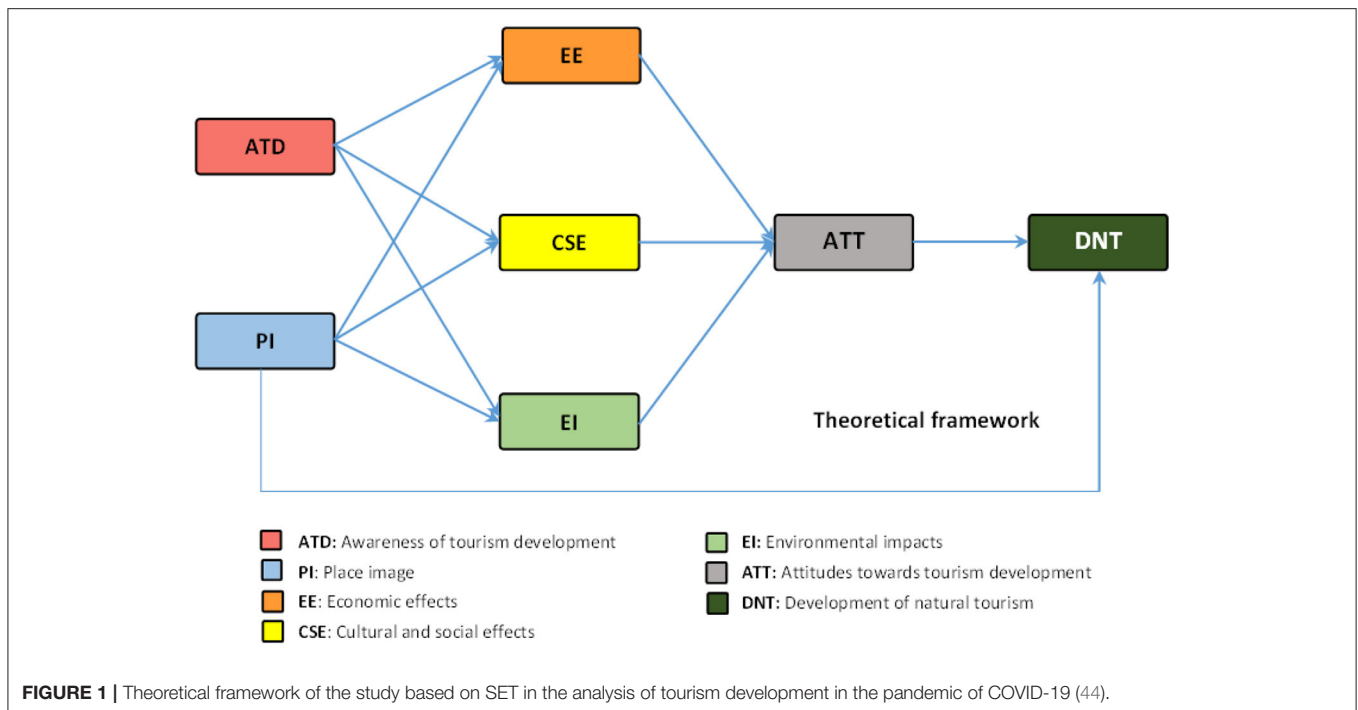 EE
ATD
CSE
ATT
DNT
PI
EI
Theoretical framework
ATD: Awareness of tourism development
PI: Place image
EE: Economic effects
CSE: Cultural and social effects
EI: Environmental impacts
ATT: Attitudes towards tourism development
DNT: Development of natural tourism
FIGURE 1 | Theoretical framework of the study based on SET in the analysis of tourism development in the pandemic of COVID-19 (44).